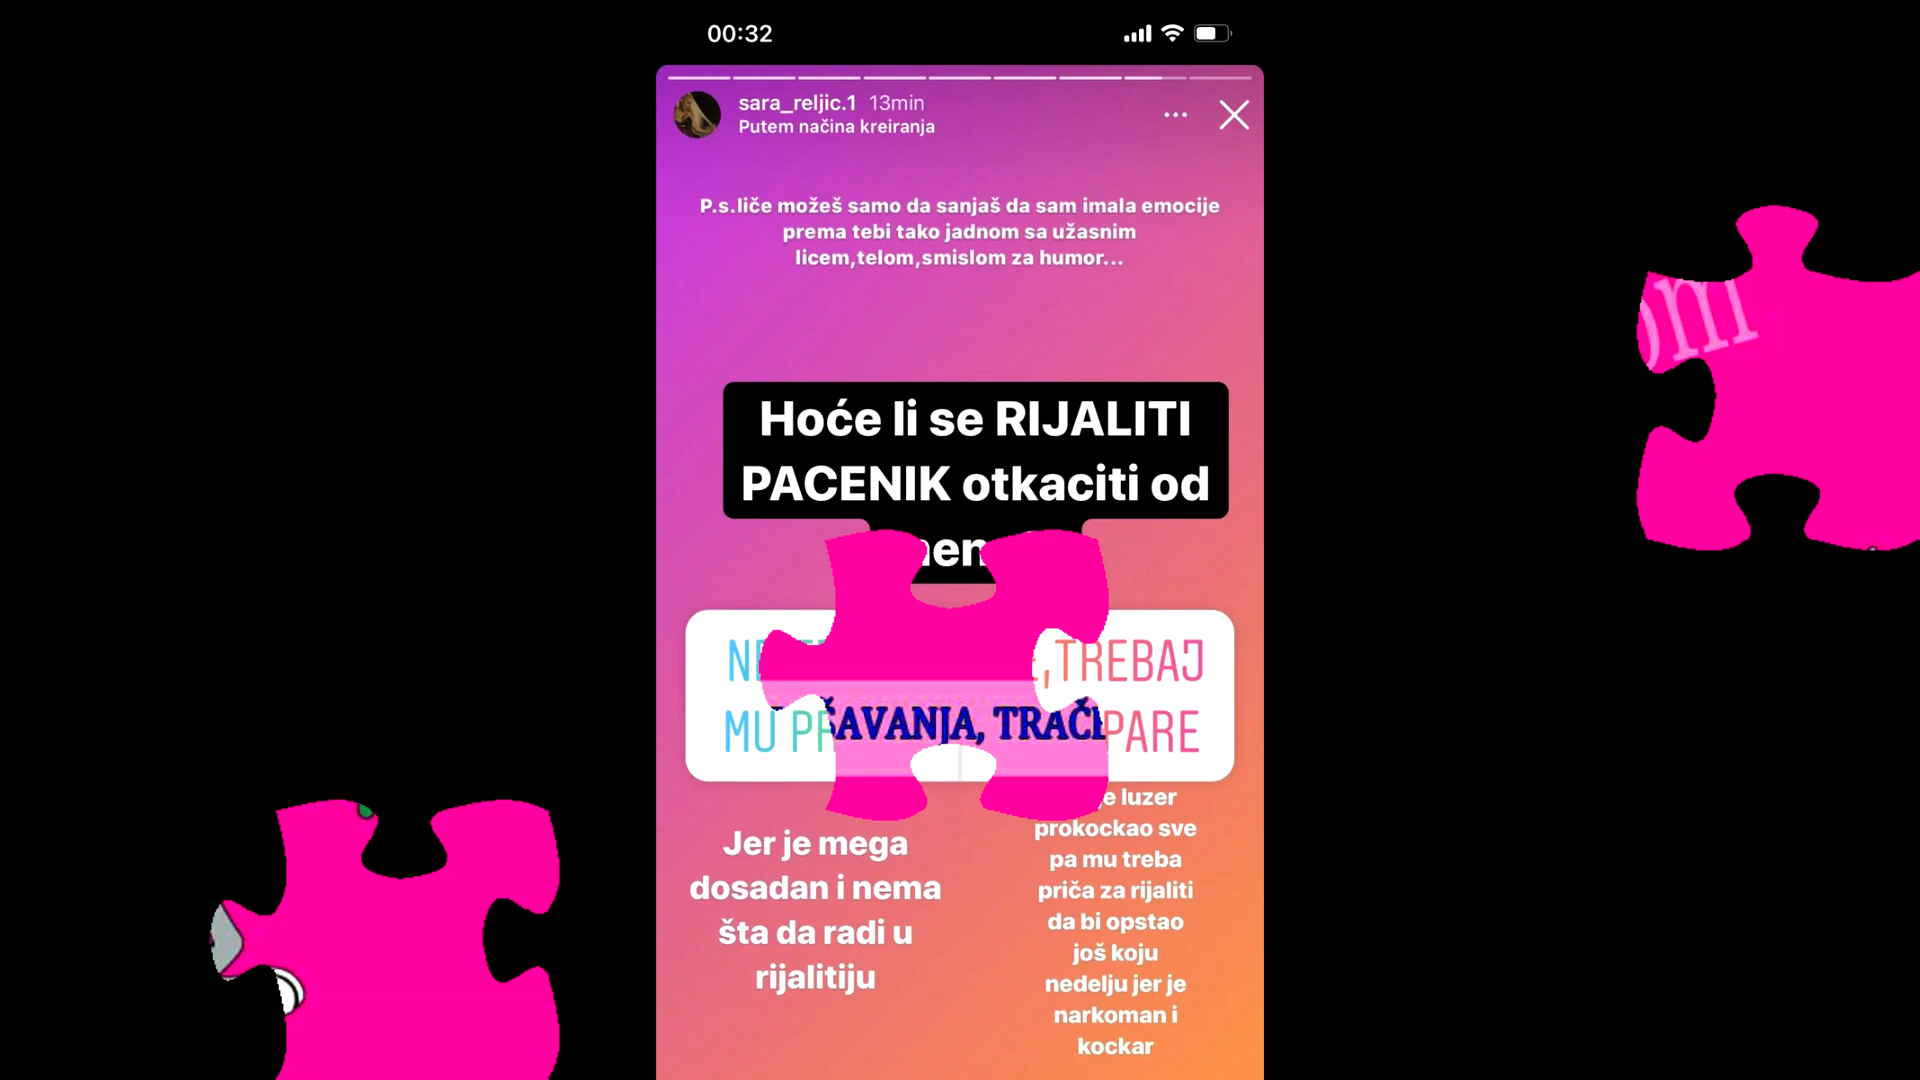 00:32
sara_reljic.1 13min
Putem načina kreiranja
P.s.liče možeš samo da sanjaš da sam imala emocije
prema tebi tako jadnom sa užasnim
licem,telom,smislom za humor...
Hoće li se RIJALITI
PACENIK otkaciti od
,TREBAJ
MU PARE
TRAČ
Jer je mega
dosadan i nema
šta da radi u
rijalitiju
luzer
prokockao sve
pa mu treba
priča za rijaliti
da bi opstao
još koju
nedelju jer je
narkoman i
kockar